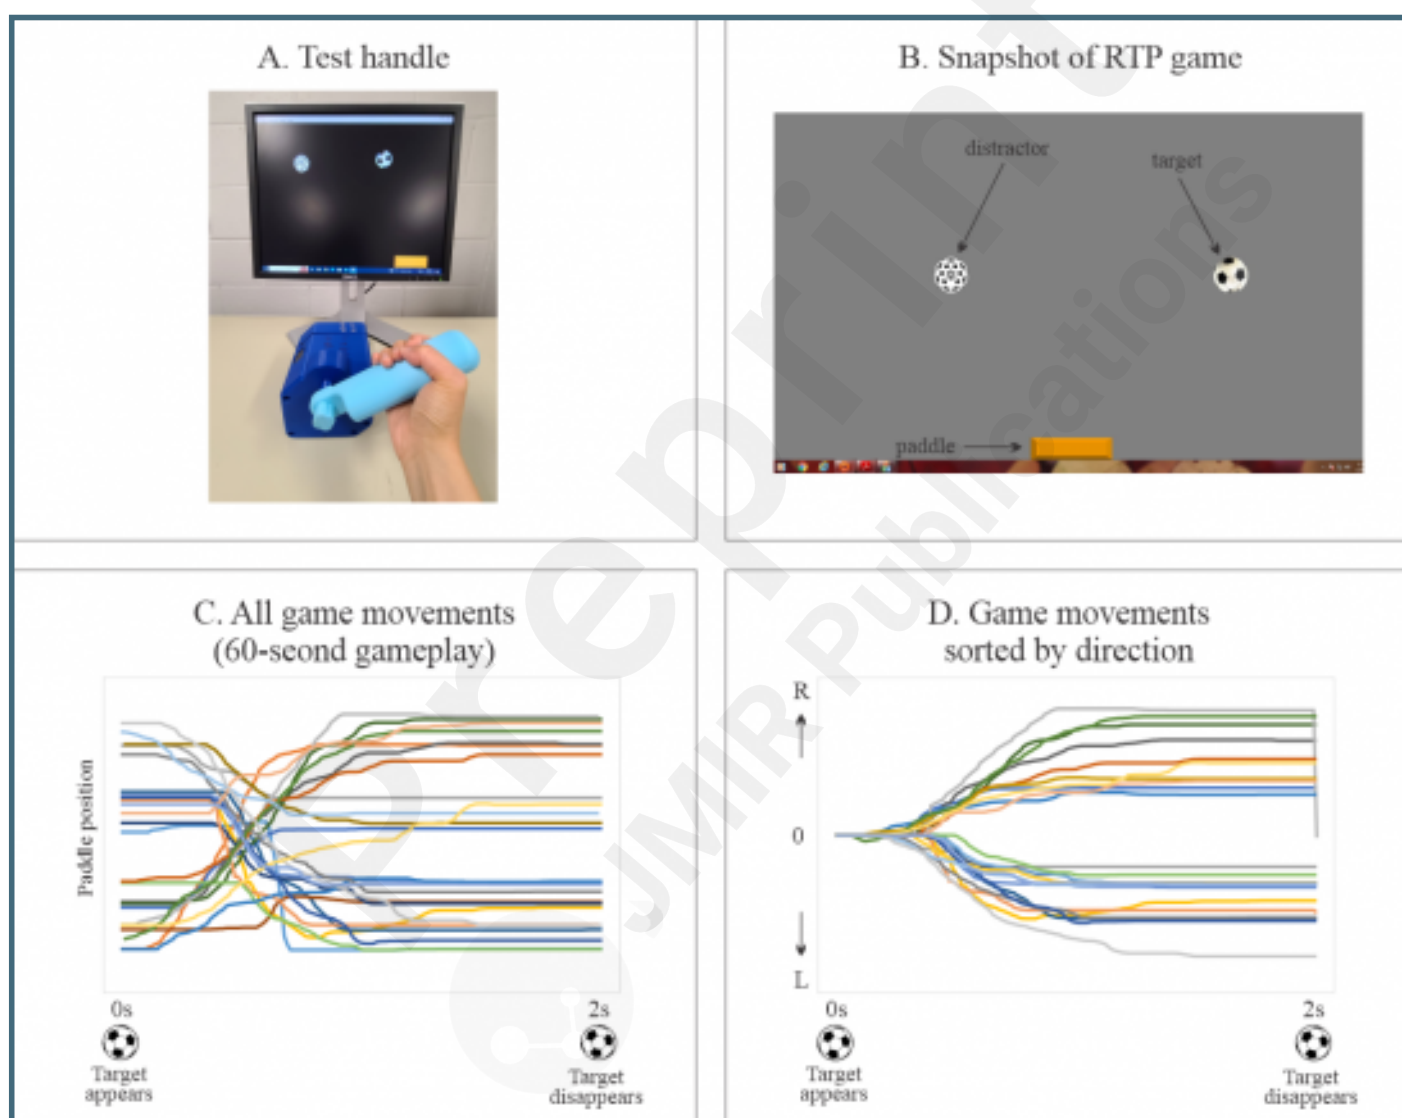 A. Test handle
B. Snapshot of RTP game
distractor
target
paddle
C. All game movements
(60-seond gameplay)
D. Game movements
sorted by direction
Paddle position
R
0
L
0s
2s
Target
appears
Target
disappears
0s
2s
Target
appears
Target
disappears
Preprint
JMIR Publications